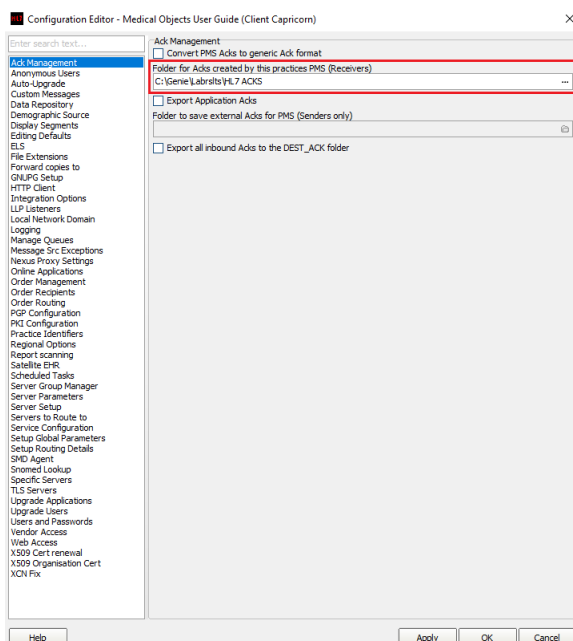 HL7 Configuration Editor - Medical Objects User Guide (Client Capricorn)
Enter search text...
Ack Management
Anonymous Users
Auto-Upgrade
Custom Messages
Data Repository
Demographic Source
Display Segments
Editing Defaults
ELS
File Extensions
Forward copies to
GNUPG Setup
HTTP Client
Integration Options
LLP Listeners
Local Network Domain
Logging
Manage Queues
Message Src Exceptions
Nexus Proxy Settings
Online Applications
Order Management
Order Recipients
Order Routing
PGP Configuration
PKI Configuration
Practice Identifiers
Regional Options
Report scanning
Satellite EHR
Scheduled Tasks
Server Group Manager
Server Parameters
Server Setup
Servers to Route to
Service Configuration
Setup Global Parameters
Setup Routing Details
SMD Agent
Snomed Lookup
Specific Servers
TLS Servers
Upgrade Applications
Upgrade Users
Users and Passwords
Vendor Access
Web Access
X509 Cert renewal
X509 Organisation Cert
XCN Fix
Ack Management
Convert PMS Acks to generic Ack format
Folder for Acks created by this practices PMS (Receivers)
C:\Genie\Labrslts\HL7 ACKS ...
Export Application Acks
Folder to save external Acks for PMS (Senders only)
Export all inbound Acks to the DEST_ACK folder
Help Apply OK Cancel